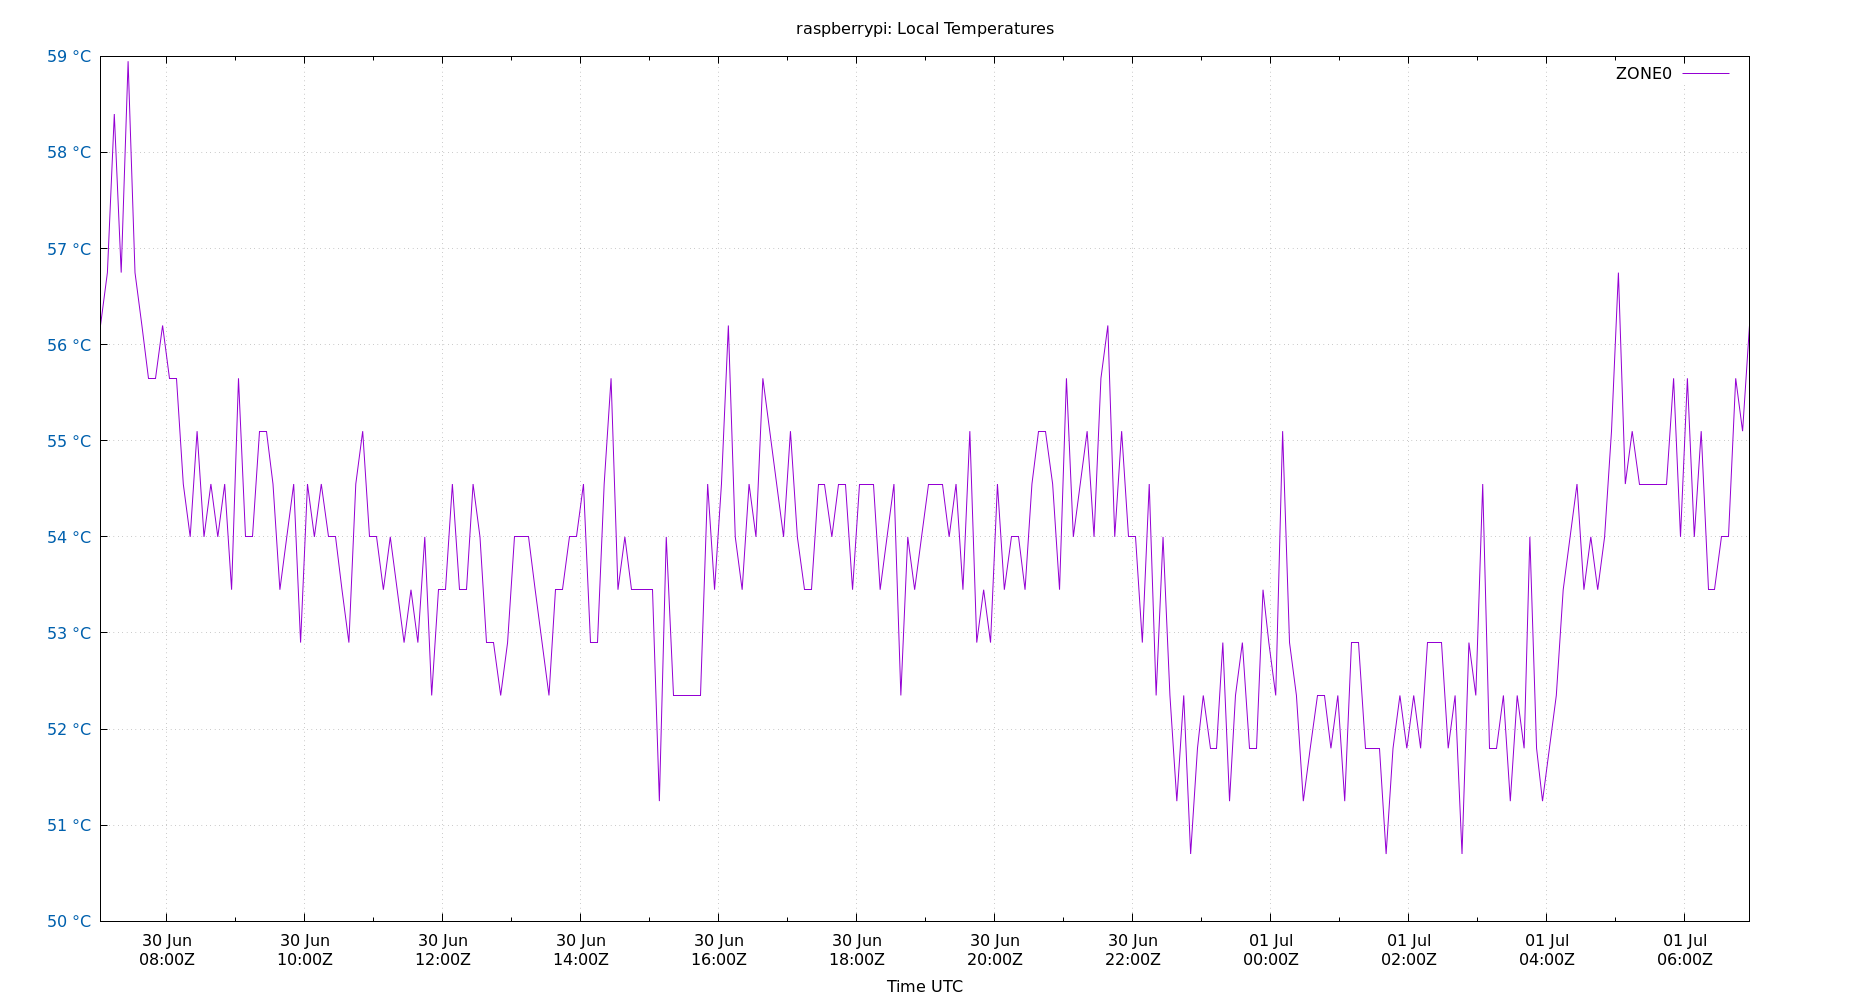 raspberrypi: Local Temperatures
59 °C
ZONE0
58 °C
57 °C
56 °C
55 °C
54 °C
53 °C
52 °C
51 °C
50 °C
30 Jun 30 Jun 30 Jun 30 Jun 30 Jun 30 Jun 30 Jun 30 Jun 01 Jul 01 Jul 01 Jul 01 Jul
08:00Z 10:00Z 12:00Z 14:00Z 16:00Z 18:00Z 20:00Z 22:00Z 00:00Z 02:00Z 04:00Z 06:00Z
Time UTC